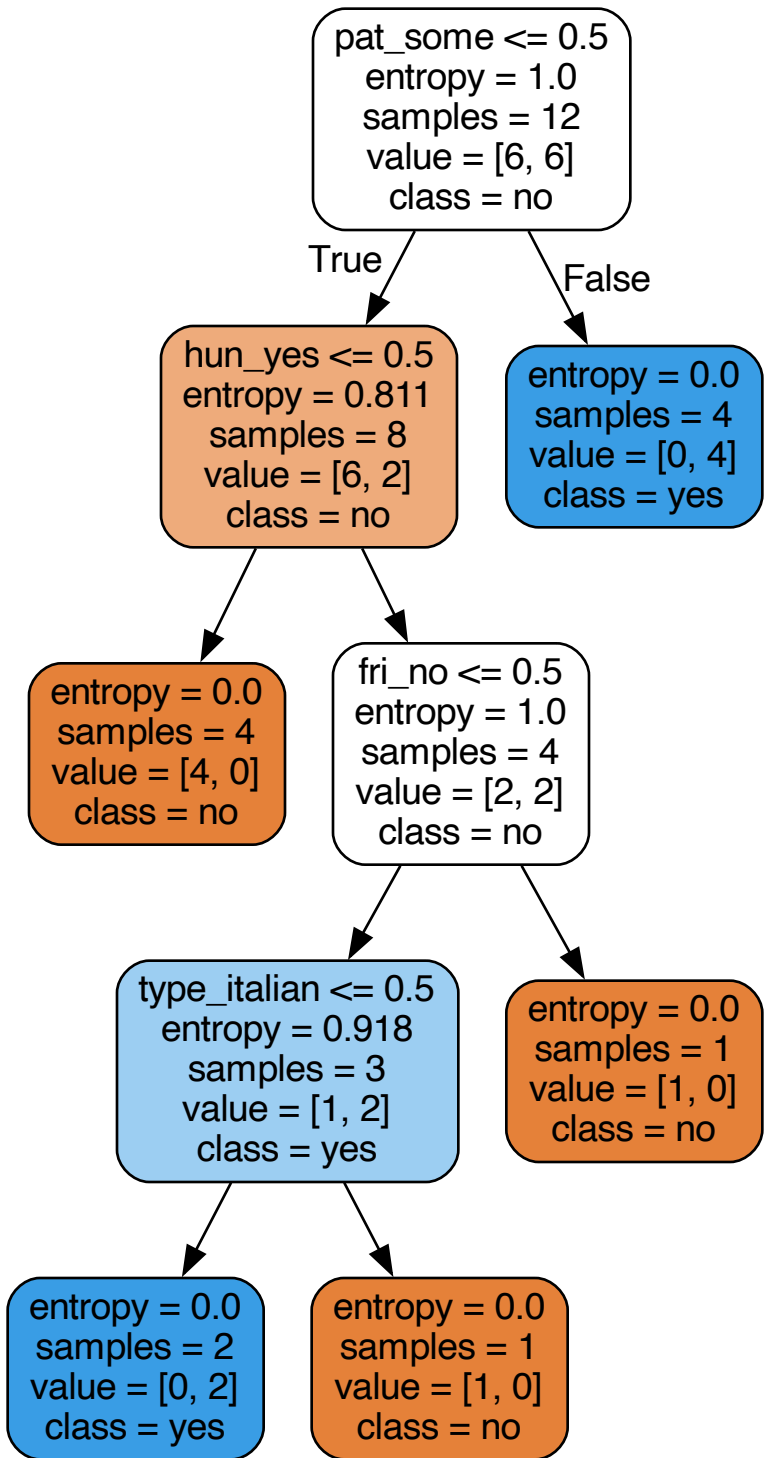 pat_some <= 0.5
entropy = 1.0
samples = 12
value = [6, 6]
class = no
True
False
hun_yes <= 0.5
entropy = 0.811
samples = 8
value = [6, 2]
class = no
entropy = 0.0
samples = 4
value = [0, 4]
class = yes
entropy = 0.0
samples = 4
value = [4, 0]
class = no
fri_no <= 0.5
entropy = 1.0
samples = 4
value = [2, 2]
class = no
type_italian <= 0.5
entropy = 0.918
samples = 3
value = [1, 2]
class = yes
entropy = 0.0
samples = 1
value = [1, 0]
class = no
entropy = 0.0
samples = 2
value = [0, 2]
class = yes
entropy = 0.0
samples = 1
value = [1, 0]
class = no